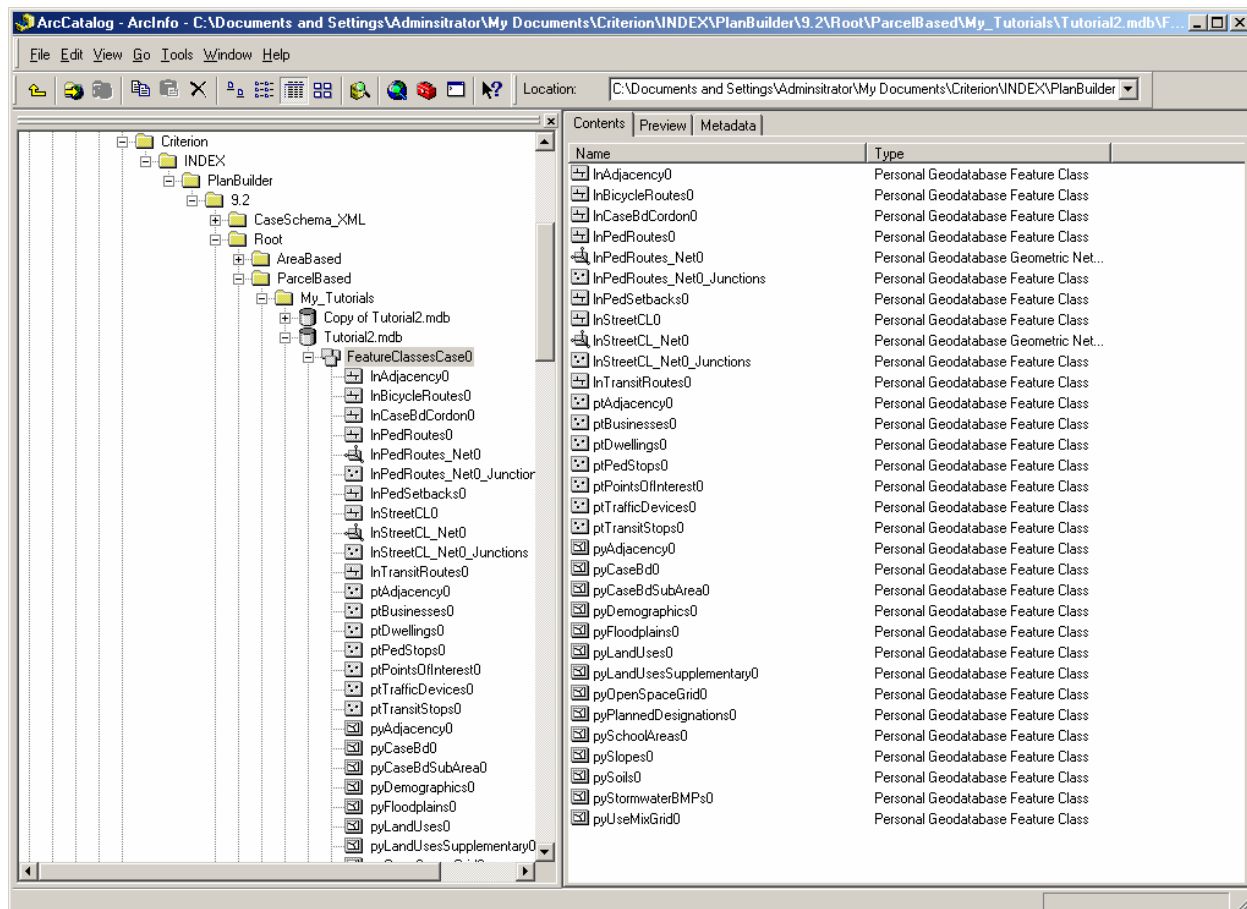 ArcCatalog - ArcInfo - C:\Documents and Settings\Adminsitrator\My Documents\Criterion\INDEX\PlanBuilder\9.2\Root\ParcelBased\My_Tutorials\Tutorial2.mdb\F...
File Edit View Go Tools Window Help
Location: C:\Documents and Settings\Adminsitrator\My Documents\Criterion\INDEX\PlanBuilder
Criterion
INDEX
PlanBuilder
9.2
CaseSchema_XML
Root
AreaBased
ParcelBased
My_Tutorials
Copy of Tutorial2.mdb
Tutorial2.mdb
FeatureClassesCase0
lnAdjacency0
lnBicycleRoutes0
lnCaseBdCordon0
lnPedRoutes0
lnPedRoutes_Net0
lnPedRoutes_Net0_Junction
lnPedSetbacks0
lnStreetCL0
lnStreetCL_Net0
lnStreetCL_Net0_Junctions
lnTransitRoutes0
ptAdjacency0
ptBusinesses0
ptDwellings0
ptPedStops0
ptPointsOfInterest0
ptTrafficDevices0
ptTransitStops0
pyAdjacency0
pyCaseBd0
pyCaseBdSubArea0
pyDemographics0
pyFloodplains0
pyLandUses0
pyLandUsesSupplementary0
Contents Preview Metadata
Name Type
lnAdjacency0 Personal Geodatabase Feature Class
lnBicycleRoutes0 Personal Geodatabase Feature Class
lnCaseBdCordon0 Personal Geodatabase Feature Class
lnPedRoutes0 Personal Geodatabase Feature Class
lnPedRoutes_Net0 Personal Geodatabase Geometric Net...
lnPedRoutes_Net0_Junctions Personal Geodatabase Feature Class
lnPedSetbacks0 Personal Geodatabase Feature Class
lnStreetCL0 Personal Geodatabase Feature Class
lnStreetCL_Net0 Personal Geodatabase Geometric Net...
lnStreetCL_Net0_Junctions Personal Geodatabase Feature Class
lnTransitRoutes0 Personal Geodatabase Feature Class
ptAdjacency0 Personal Geodatabase Feature Class
ptBusinesses0 Personal Geodatabase Feature Class
ptDwellings0 Personal Geodatabase Feature Class
ptPedStops0 Personal Geodatabase Feature Class
ptPointsOfInterest0 Personal Geodatabase Feature Class
ptTrafficDevices0 Personal Geodatabase Feature Class
ptTransitStops0 Personal Geodatabase Feature Class
pyAdjacency0 Personal Geodatabase Feature Class
pyCaseBd0 Personal Geodatabase Feature Class
pyCaseBdSubArea0 Personal Geodatabase Feature Class
pyDemographics0 Personal Geodatabase Feature Class
pyFloodplains0 Personal Geodatabase Feature Class
pyLandUses0 Personal Geodatabase Feature Class
pyLandUsesSupplementary0 Personal Geodatabase Feature Class
pyOpenSpaceGrid0 Personal Geodatabase Feature Class
pyPlannedDesignations0 Personal Geodatabase Feature Class
pySchoolAreas0 Personal Geodatabase Feature Class
pySlopes0 Personal Geodatabase Feature Class
pySoils0 Personal Geodatabase Feature Class
pyStormwaterBMPs0 Personal Geodatabase Feature Class
pyUseMixGrid0 Personal Geodatabase Feature Class